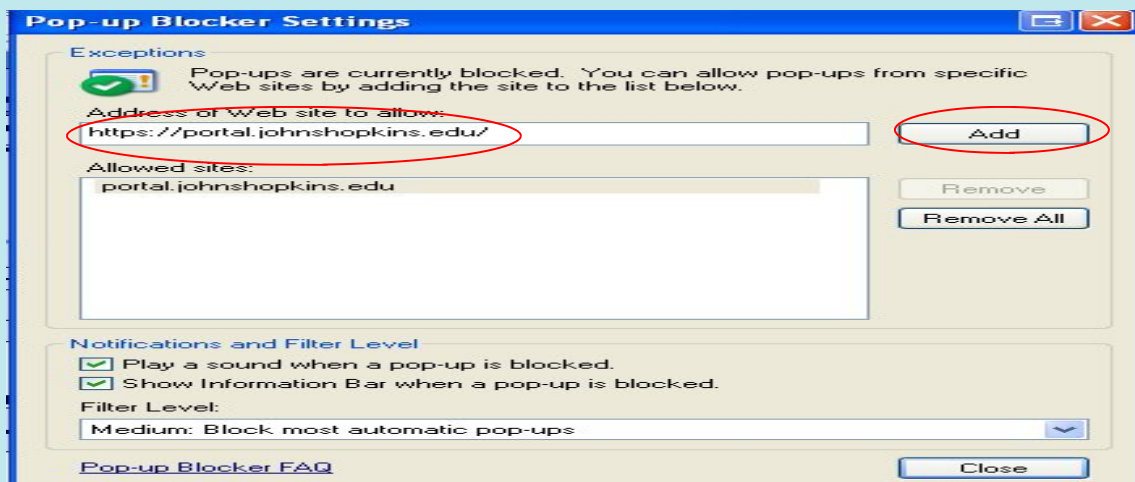 Pop-up Blocker Settings
Exceptions
Pop-ups are currently blocked. You can allow pop-ups from specific
Web sites by adding the site to the list below.
Address of Web site to allow:
https://portal.johnshopkins.edu/
Add
Allowed sites:
portal.johnshopkins.edu
Remove
Remove All
Notifications and Filter Level
Play a sound when a pop-up is blocked.
Show Information Bar when a pop-up is blocked.
Filter Level:
Medium: Block most automatic pop-ups
Pop-up Blocker FAQ
Close